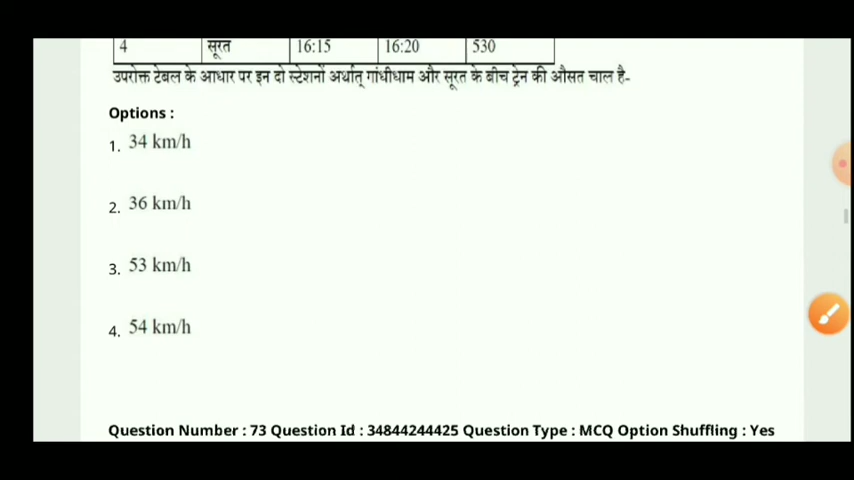 4 सूरत 16:15 16:20 530
उपरोक्त टेबल के आधार पर इन दो स्टेशनों अर्थात् गांधीधाम और सूरत के बीच ट्रेन की औसत चाल है-
Options :
1. 34 km/h
2. 36 km/h
3. 53 km/h
4. 54 km/h
Question Number : 73 Question Id : 34844244425 Question Type : MCQ Option Shuffling : Yes